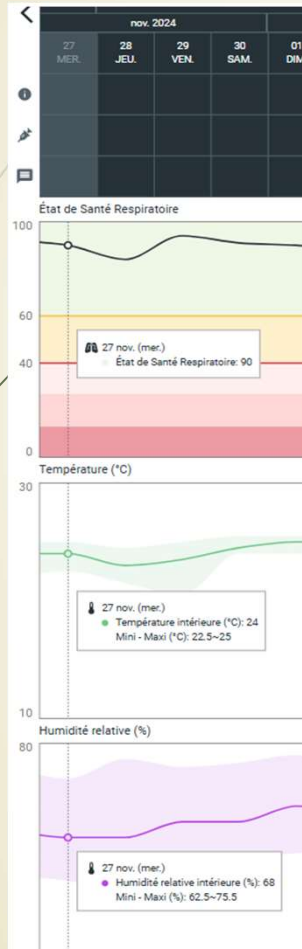 nov. 2024
27 28 29 30 01
MER. JEU. VEN. SAM. DIM
État de Santé Respiratoire
100
60
27 nov. (mer.)
État de Santé Respiratoire: 90
40
0
Température (°C)
30
27 nov. (mer.)
Température intérieure (°C): 24
Mini - Maxi (°C): 22.5~25
10
Humidité relative (%)
80
27 nov. (mer.)
Humidité relative intérieure (%): 68
Mini - Maxi (%): 62.5~75.5